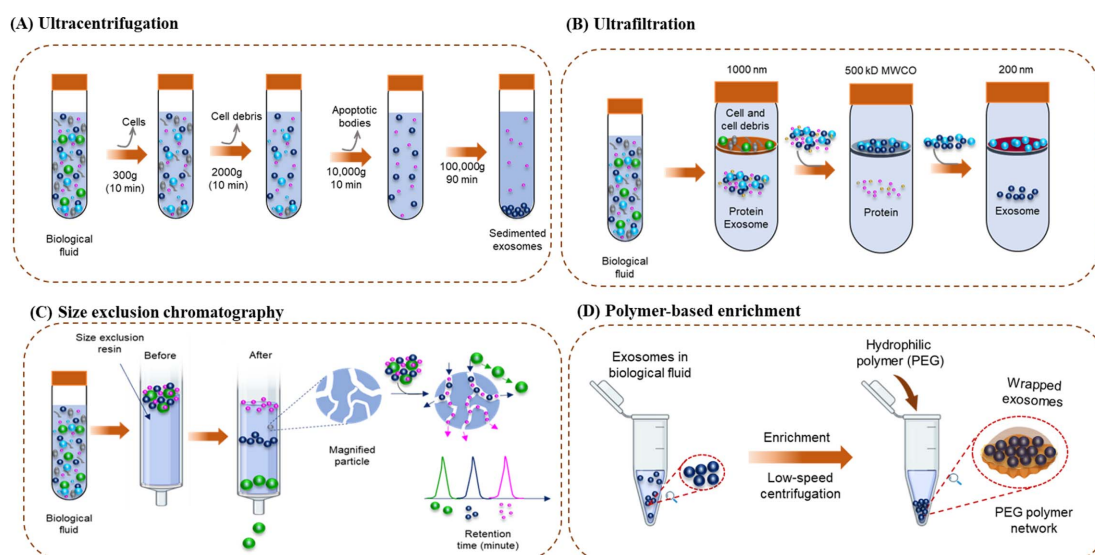 (A) Ultracentrifugation
Cells
300g
(10 min)
Cell debris
2000g
(10 min)
Apoptotic
bodies
10,000g
10 min
100,000g
90 min
Biological
fluid
Sedimented
exosomes
(B) Ultrafiltration
1000 nm
500 kD MWCO
200 nm
Cell and
cell debris
Protein
Exosome
Protein
Exosome
Biological
fluid
(C) Size exclusion chromatography
Size exclusion
resin
Before
After
Magnified
particle
Biological
fluid
Retention
time (minute)
(D) Polymer-based enrichment
Exosomes in
biological fluid
Enrichment
Low-speed
centrifugation
Hydrophilic
polymer (PEG)
Wrapped
exosomes
PEG polymer
network